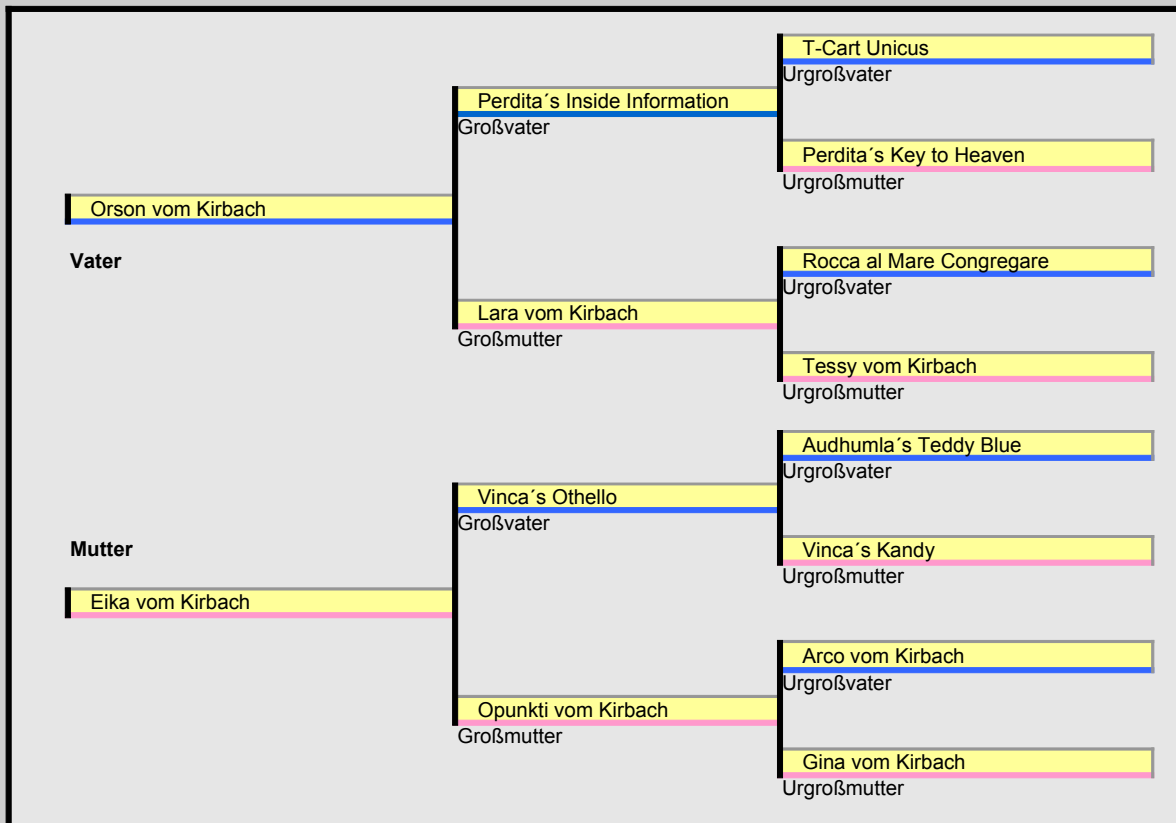 T-Cart Unicus
Urgroßvater
Perdita´s Inside Information
Großvater
Perdita´s Key to Heaven
Urgroßmutter
Orson vom Kirbach
Vater
Rocca al Mare Congregare
Urgroßvater
Lara vom Kirbach
Großmutter
Tessy vom Kirbach
Urgroßmutter
Audhumla´s Teddy Blue
Urgroßvater
Vinca´s Othello
Großvater
Mutter
Vinca´s Kandy
Urgroßmutter
Eika vom Kirbach
Arco vom Kirbach
Urgroßvater
Opunkti vom Kirbach
Großmutter
Gina vom Kirbach
Urgroßmutter